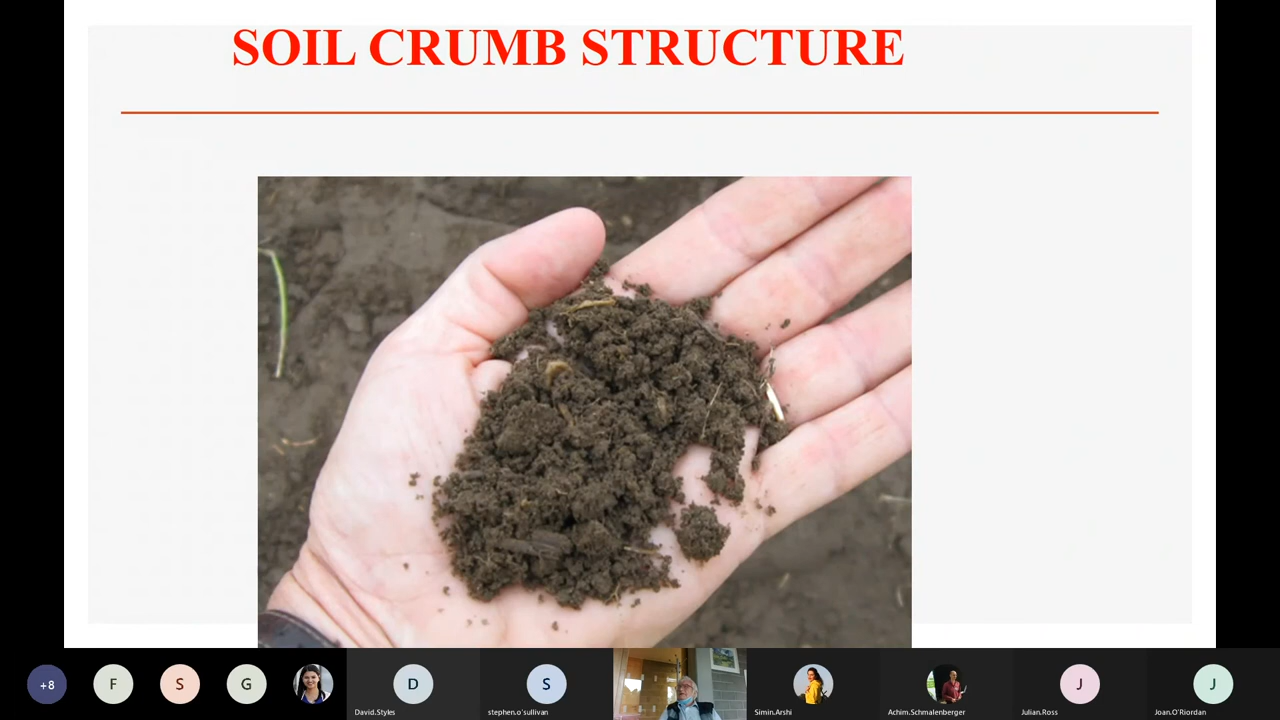 SOIL CRUMB STRUCTURE
+8
F
S
G
D
S
J
J
David.Styles
stephen.o'sullivan
Simin.Arshi
Achim.Schmalenberger
Julian.Ross
Joan.O'Riordan